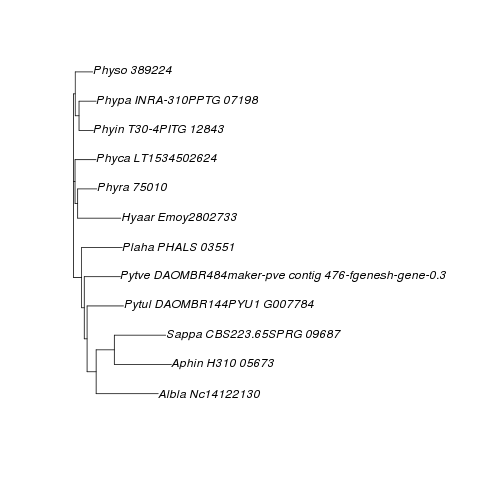 Physo 389224
Phypa INRA-310PPTG 07198
Phyin T30-4PITG 12843
Phyca LT1534502624
Phyra 75010
Hyaar Emoy2802733
Plaha PHALS 03551
Pytve DAOMBR484maker-pve contig 476-fgenesh-gene-0.3
Pytul DAOMBR144PYU1 G007784
Sappa CBS223.65SPRG 09687
Aphin H310 05673
Albla Nc14122130